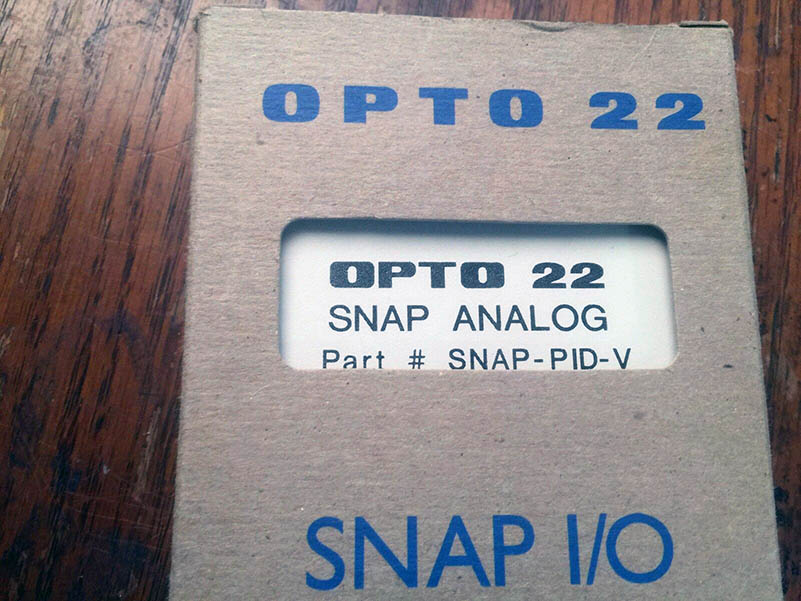 OPTO 22
OPTO 22
SNAP ANALOG
Part # SNAP-PID-V
SNAP I/O